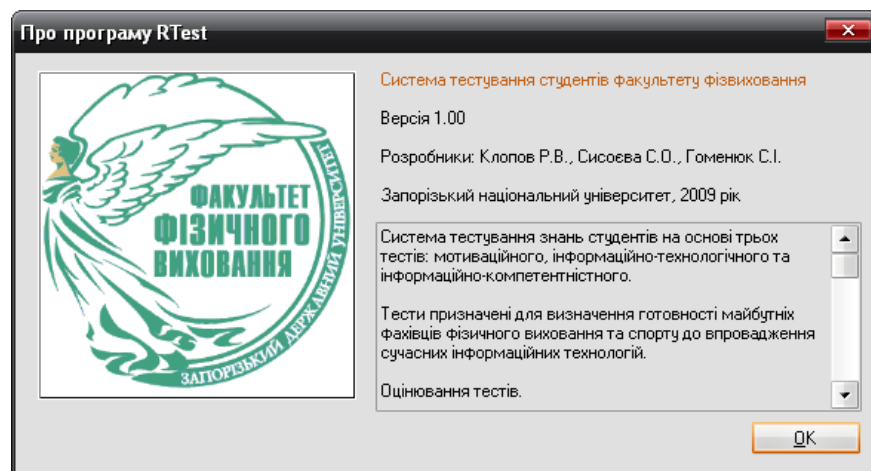 Про програму RTest
ФАКУЛЬТЕТ
ФІЗИЧНОГО
ВИХОВАННЯ
ЗАПОРІЗЬКИЙ ДЕРЖАВНИЙ УНІВЕРСИТЕТ
Система тестування студентів факультету фізвиховання
Версія 1.00
Розробники: Клопов Р.В., Сисоєва С.О., Гоменюк С.І.
Запорізький національний університет, 2009 рік
Система тестування знань студентів на основі трьох
тестів: мотиваційного, інформаційно-технологічного та
інформаційно-компетентністного.
Тести призначені для визначення готовності майбутніх
фахівців фізичного виховання та спорту до впровадження
сучасних інформаційних технологій.
Оцінювання тестів.
OK